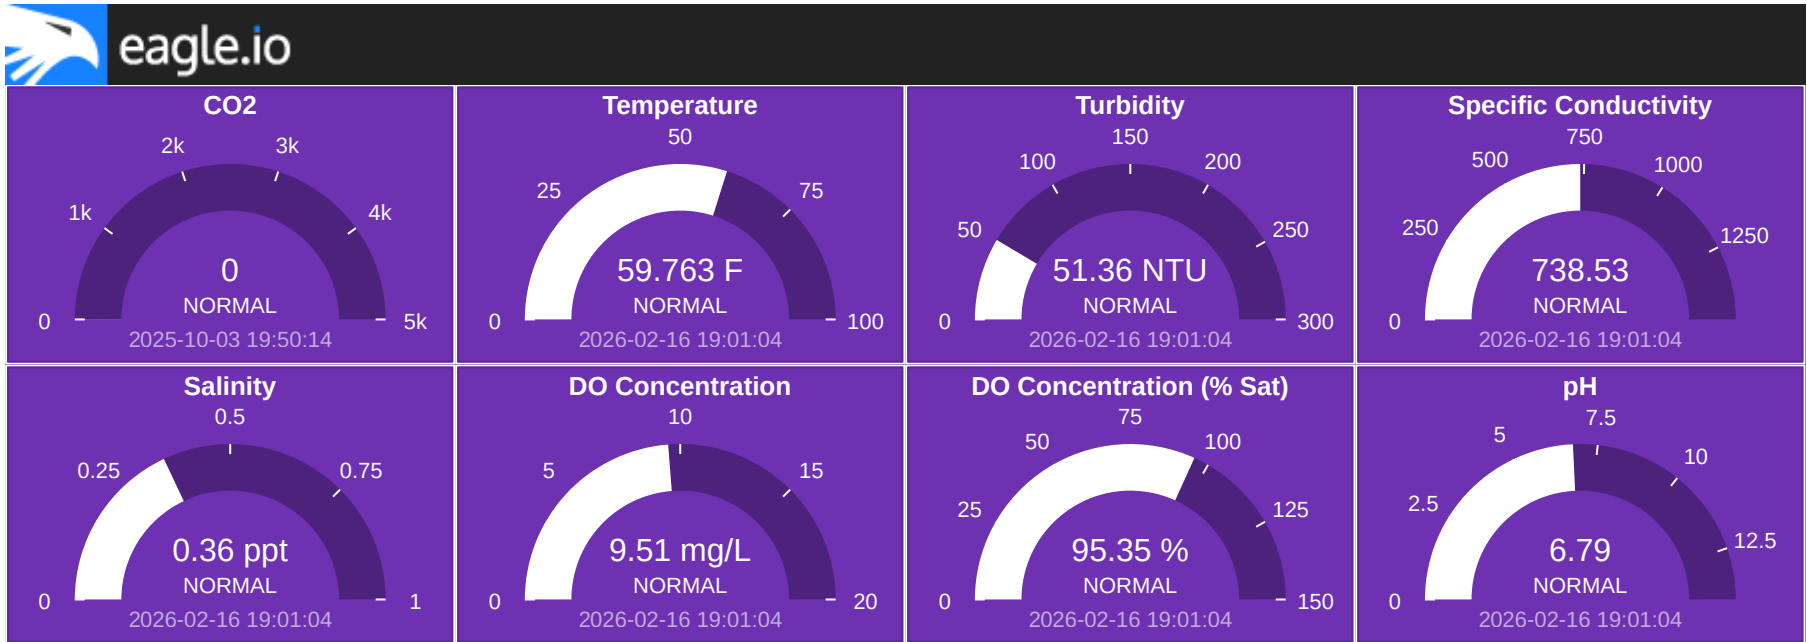 eagle.io
CO2
2k 3k
1k 4k
0
NORMAL
0 5k
2025-10-03 19:50:14
Temperature
50
25 75
59.763 F
NORMAL
0 100
2026-02-16 19:01:04
Turbidity
150
100 200
50 250
51.36 NTU
NORMAL
0 300
2026-02-16 19:01:04
Specific Conductivity
750
500 1000
250 1250
738.53
NORMAL
0
2026-02-16 19:01:04
Salinity
0.5
0.25 0.75
0.36 ppt
NORMAL
0 1
2026-02-16 19:01:04
DO Concentration
10
5 15
9.51 mg/L
NORMAL
0 20
2026-02-16 19:01:04
DO Concentration (% Sat)
75
50 100
25 125
95.35 %
NORMAL
0 150
2026-02-16 19:01:04
pH
7.5
5 10
2.5 12.5
6.79
NORMAL
0
2026-02-16 19:01:04